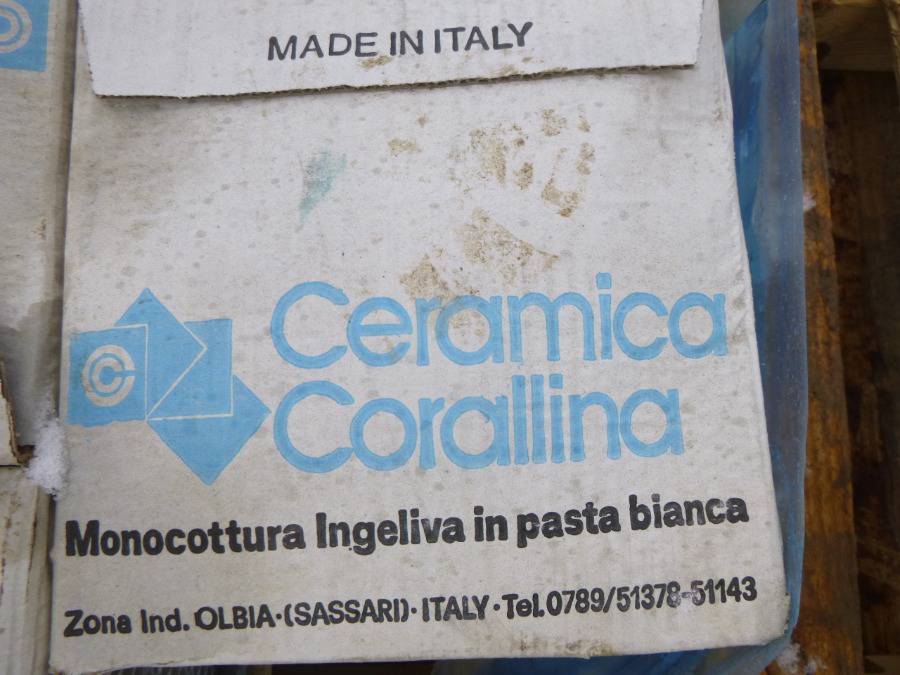 MADE IN ITALY
Ceramica
Corallina
Monocottura Ingeliva in pasta bianca
Zona Ind. OLBIA·(SASSARI)·ITALY·Tel.0789/51378-51143